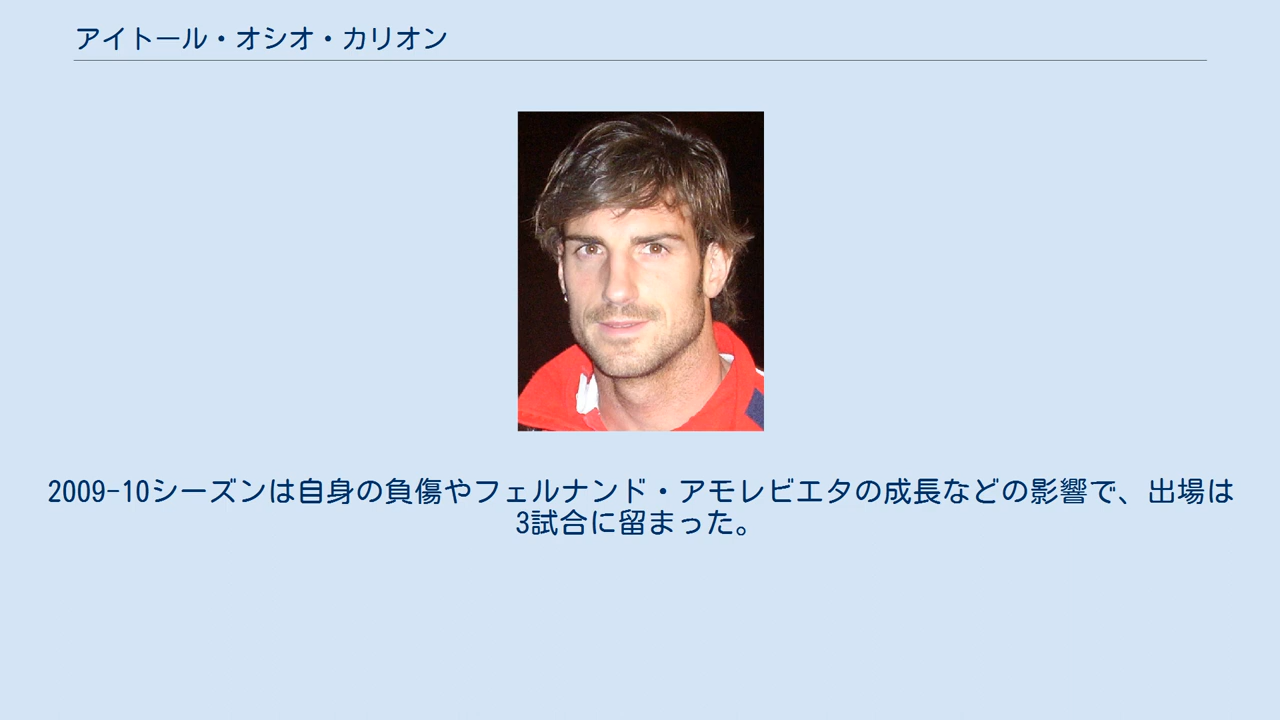 アイトール・オシオ・カリオン
2009-10シーズンは自身の負傷やフェルナンド・アモレビエタの成長などの影響で、出場は
3試合に留まった。